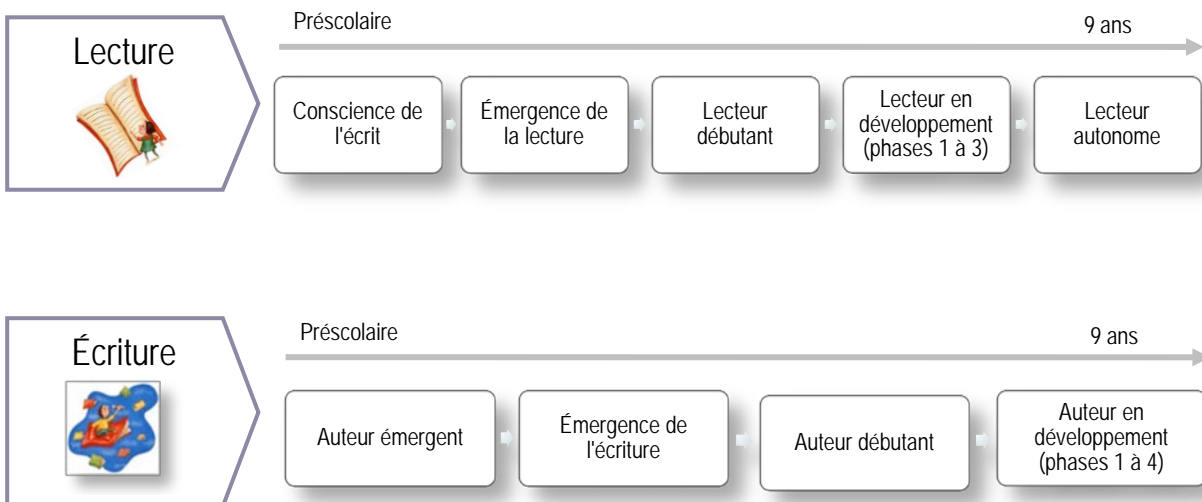 Lecture
Préscolaire
9 ans
Conscience de
l'écrit
Émergence de
la lecture
Lecteur
débutant
Lecteur en
développement
(phases 1 à 3)
Lecteur
autonome
Écriture
Préscolaire
9 ans
Auteur émergent
Émergence de
l'écriture
Auteur débutant
Auteur en
développement
(phases 1 à 4)